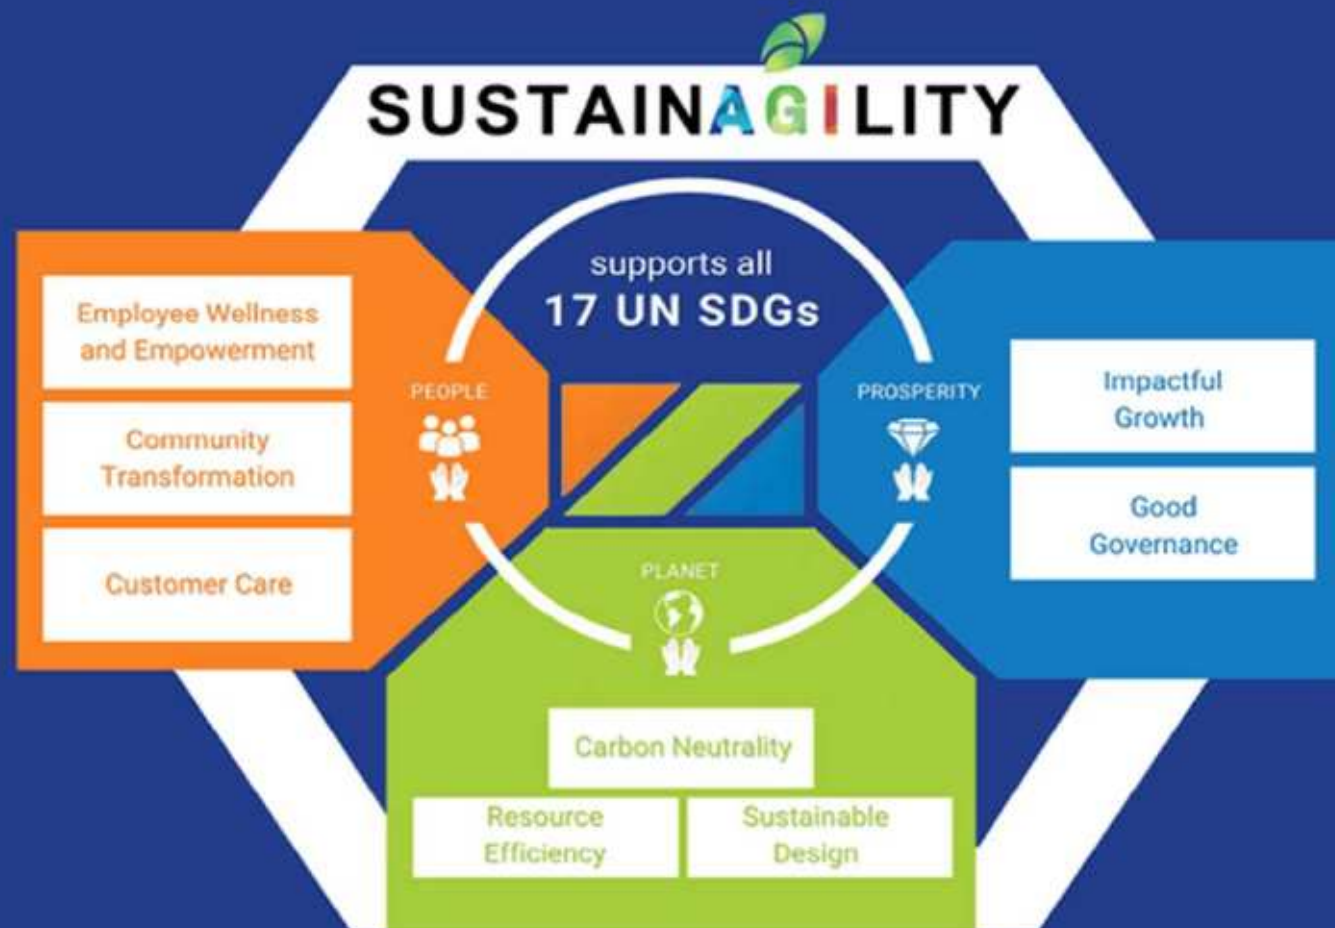 SUSTAINAGILITY
supports all
17 UN SDGs
PEOPLE
Employee Wellness
and Empowerment
Community
Transformation
Customer Care
PROSPERITY
Impactful
Growth
Good
Governance
PLANET
Carbon Neutrality
Resource
Efficiency
Sustainable
Design